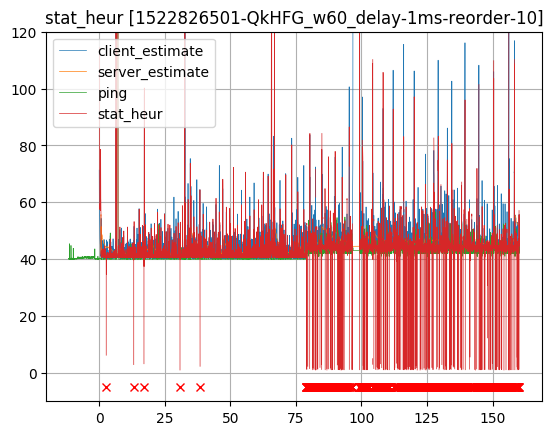 stat_heur [1522826501-QkHFG_w60_delay-1ms-reorder-10]
120
100
80
60
40
20
0
client_estimate
server_estimate
ping
stat_heur
0 25 50 75 100 125 150